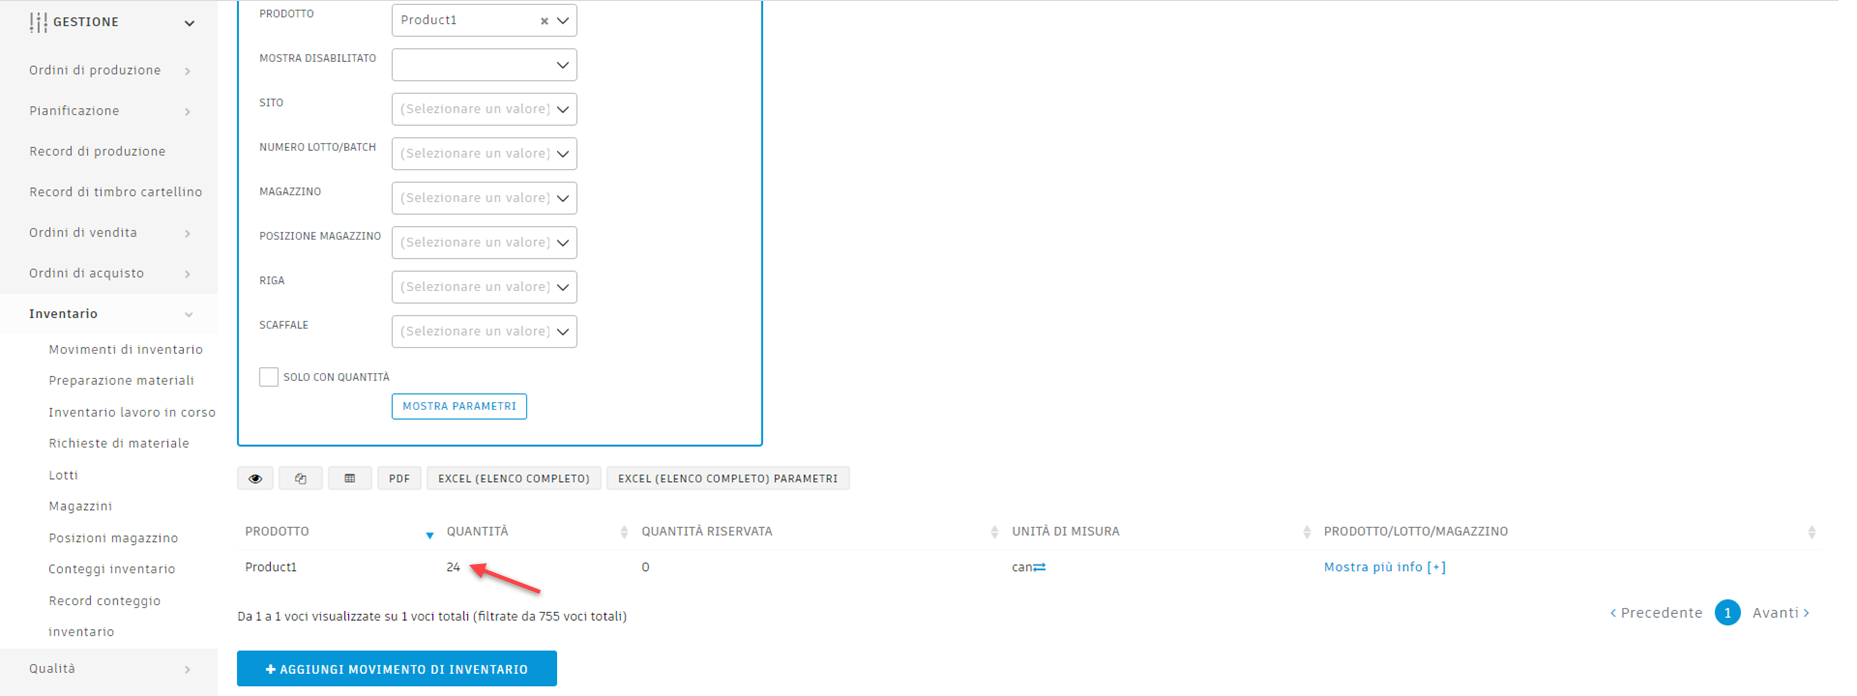 GESTIONE
Ordini di produzione
Pianificazione
Record di produzione
Record di timbro cartellino
Ordini di vendita
Ordini di acquisto
Inventario
Movimenti di inventario
Preparazione materiali
Inventario lavoro in corso
Richieste di materiale
Lotti
Magazzini
Posizioni magazzino
Conteggi inventario
Record conteggio
inventario
Qualità
PRODOTTO Product1 ×
MOSTRA DISABILITATO
SITO (Selezionare un valore)
NUMERO LOTTO/BATCH (Selezionare un valore)
MAGAZZINO (Selezionare un valore)
POSIZIONE MAGAZZINO (Selezionare un valore)
RIGA (Selezionare un valore)
SCAFFALE (Selezionare un valore)
SOLO CON QUANTITÀ
MOSTRA PARAMETRI
PDF EXCEL (ELENCO COMPLETO) EXCEL (ELENCO COMPLETO) PARAMETRI
PRODOTTO QUANTITÀ QUANTITÀ RISERVATA UNITÀ DI MISURA PRODOTTO/LOTTO/MAGAZZINO
Product1 24 0 can Mostra più info [+]
Da 1 a 1 voci visualizzate su 1 voci totali (filtrate da 755 voci totali)
‹ Precedente 1 Avanti ›
+ AGGIUNGI MOVIMENTO DI INVENTARIO